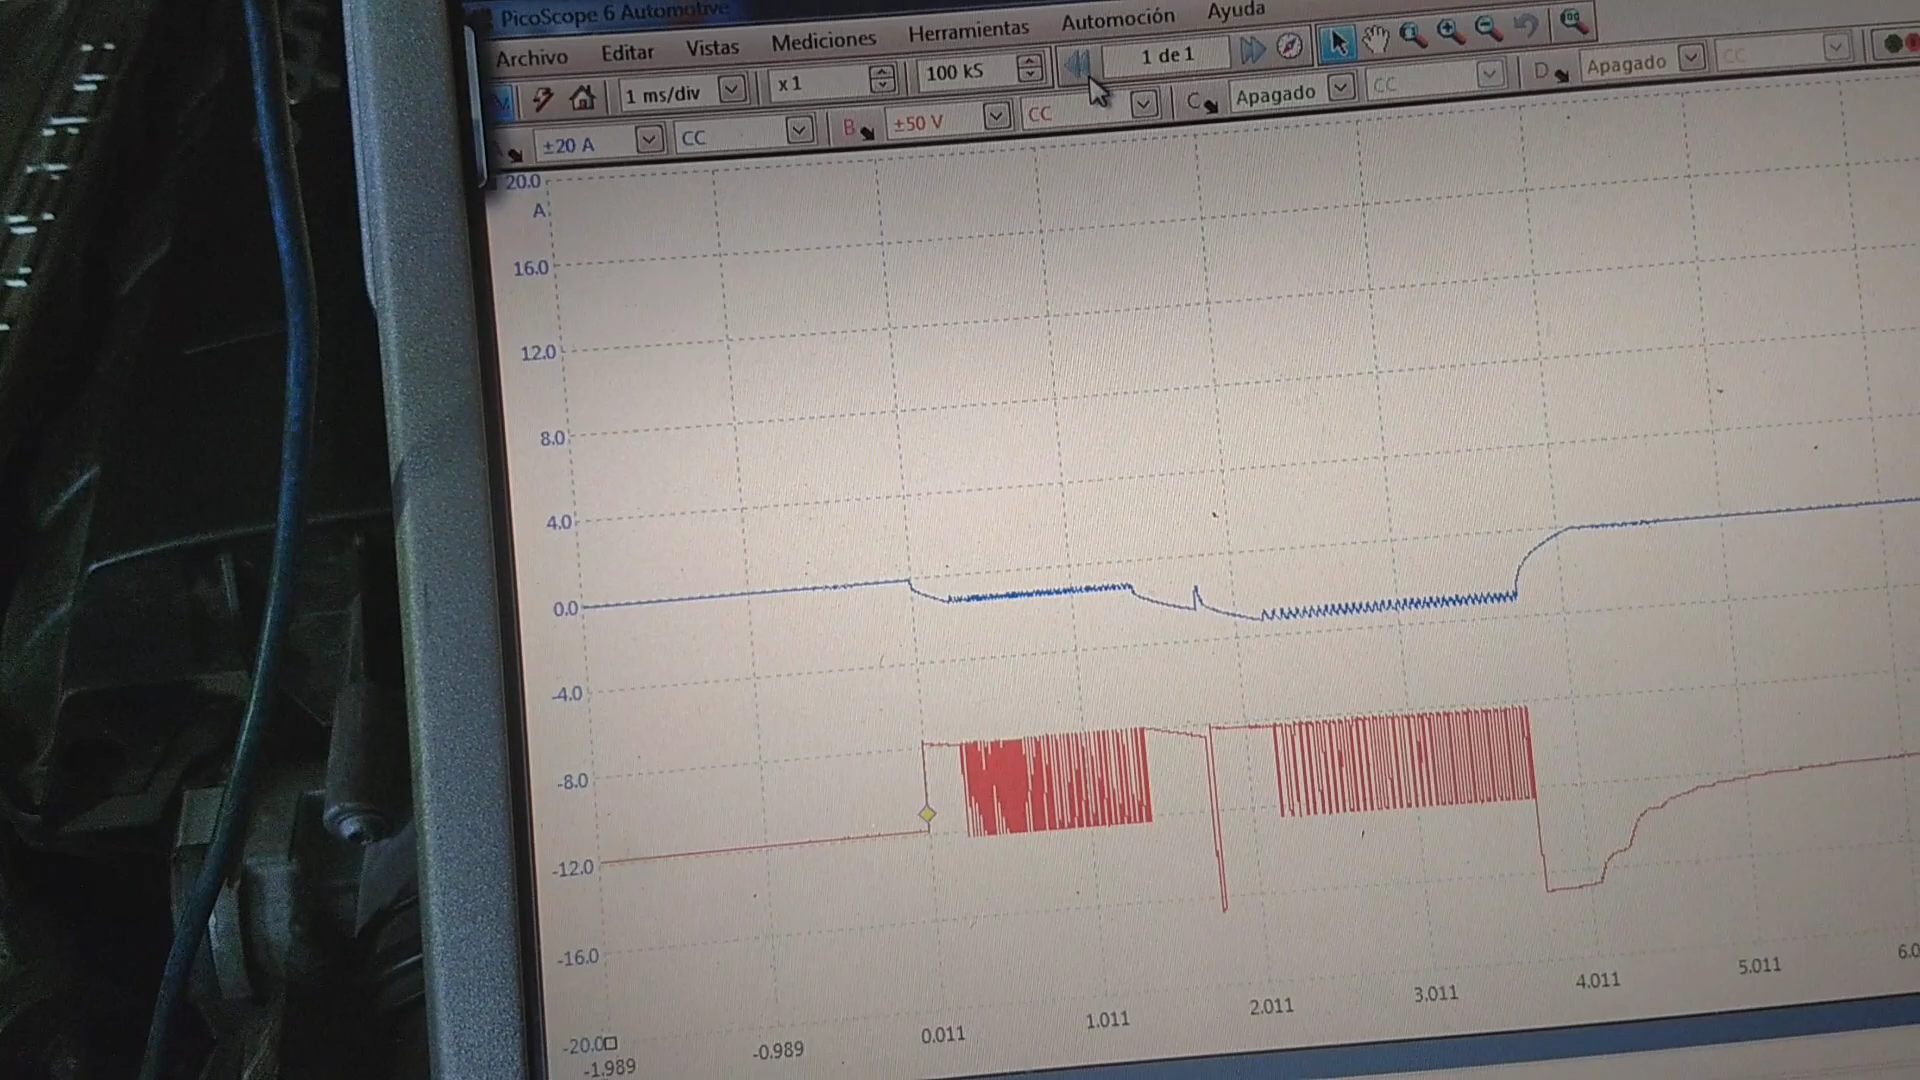 PicoScope 6 Automotive
Archivo Editar Vistas Mediciones Herramientas Automoción Ayuda
1 ms/div x 1 100 kS 1 de 1
±20 A CC B ±50 V CC C Apagado CC D Apagado CC
20.0
A
16.0
12.0
8.0
4.0
0.0
-4.0
-8.0
-12.0
-16.0
-20.0
-1.989 -0.989 0.011 1.011 2.011 3.011 4.011 5.011